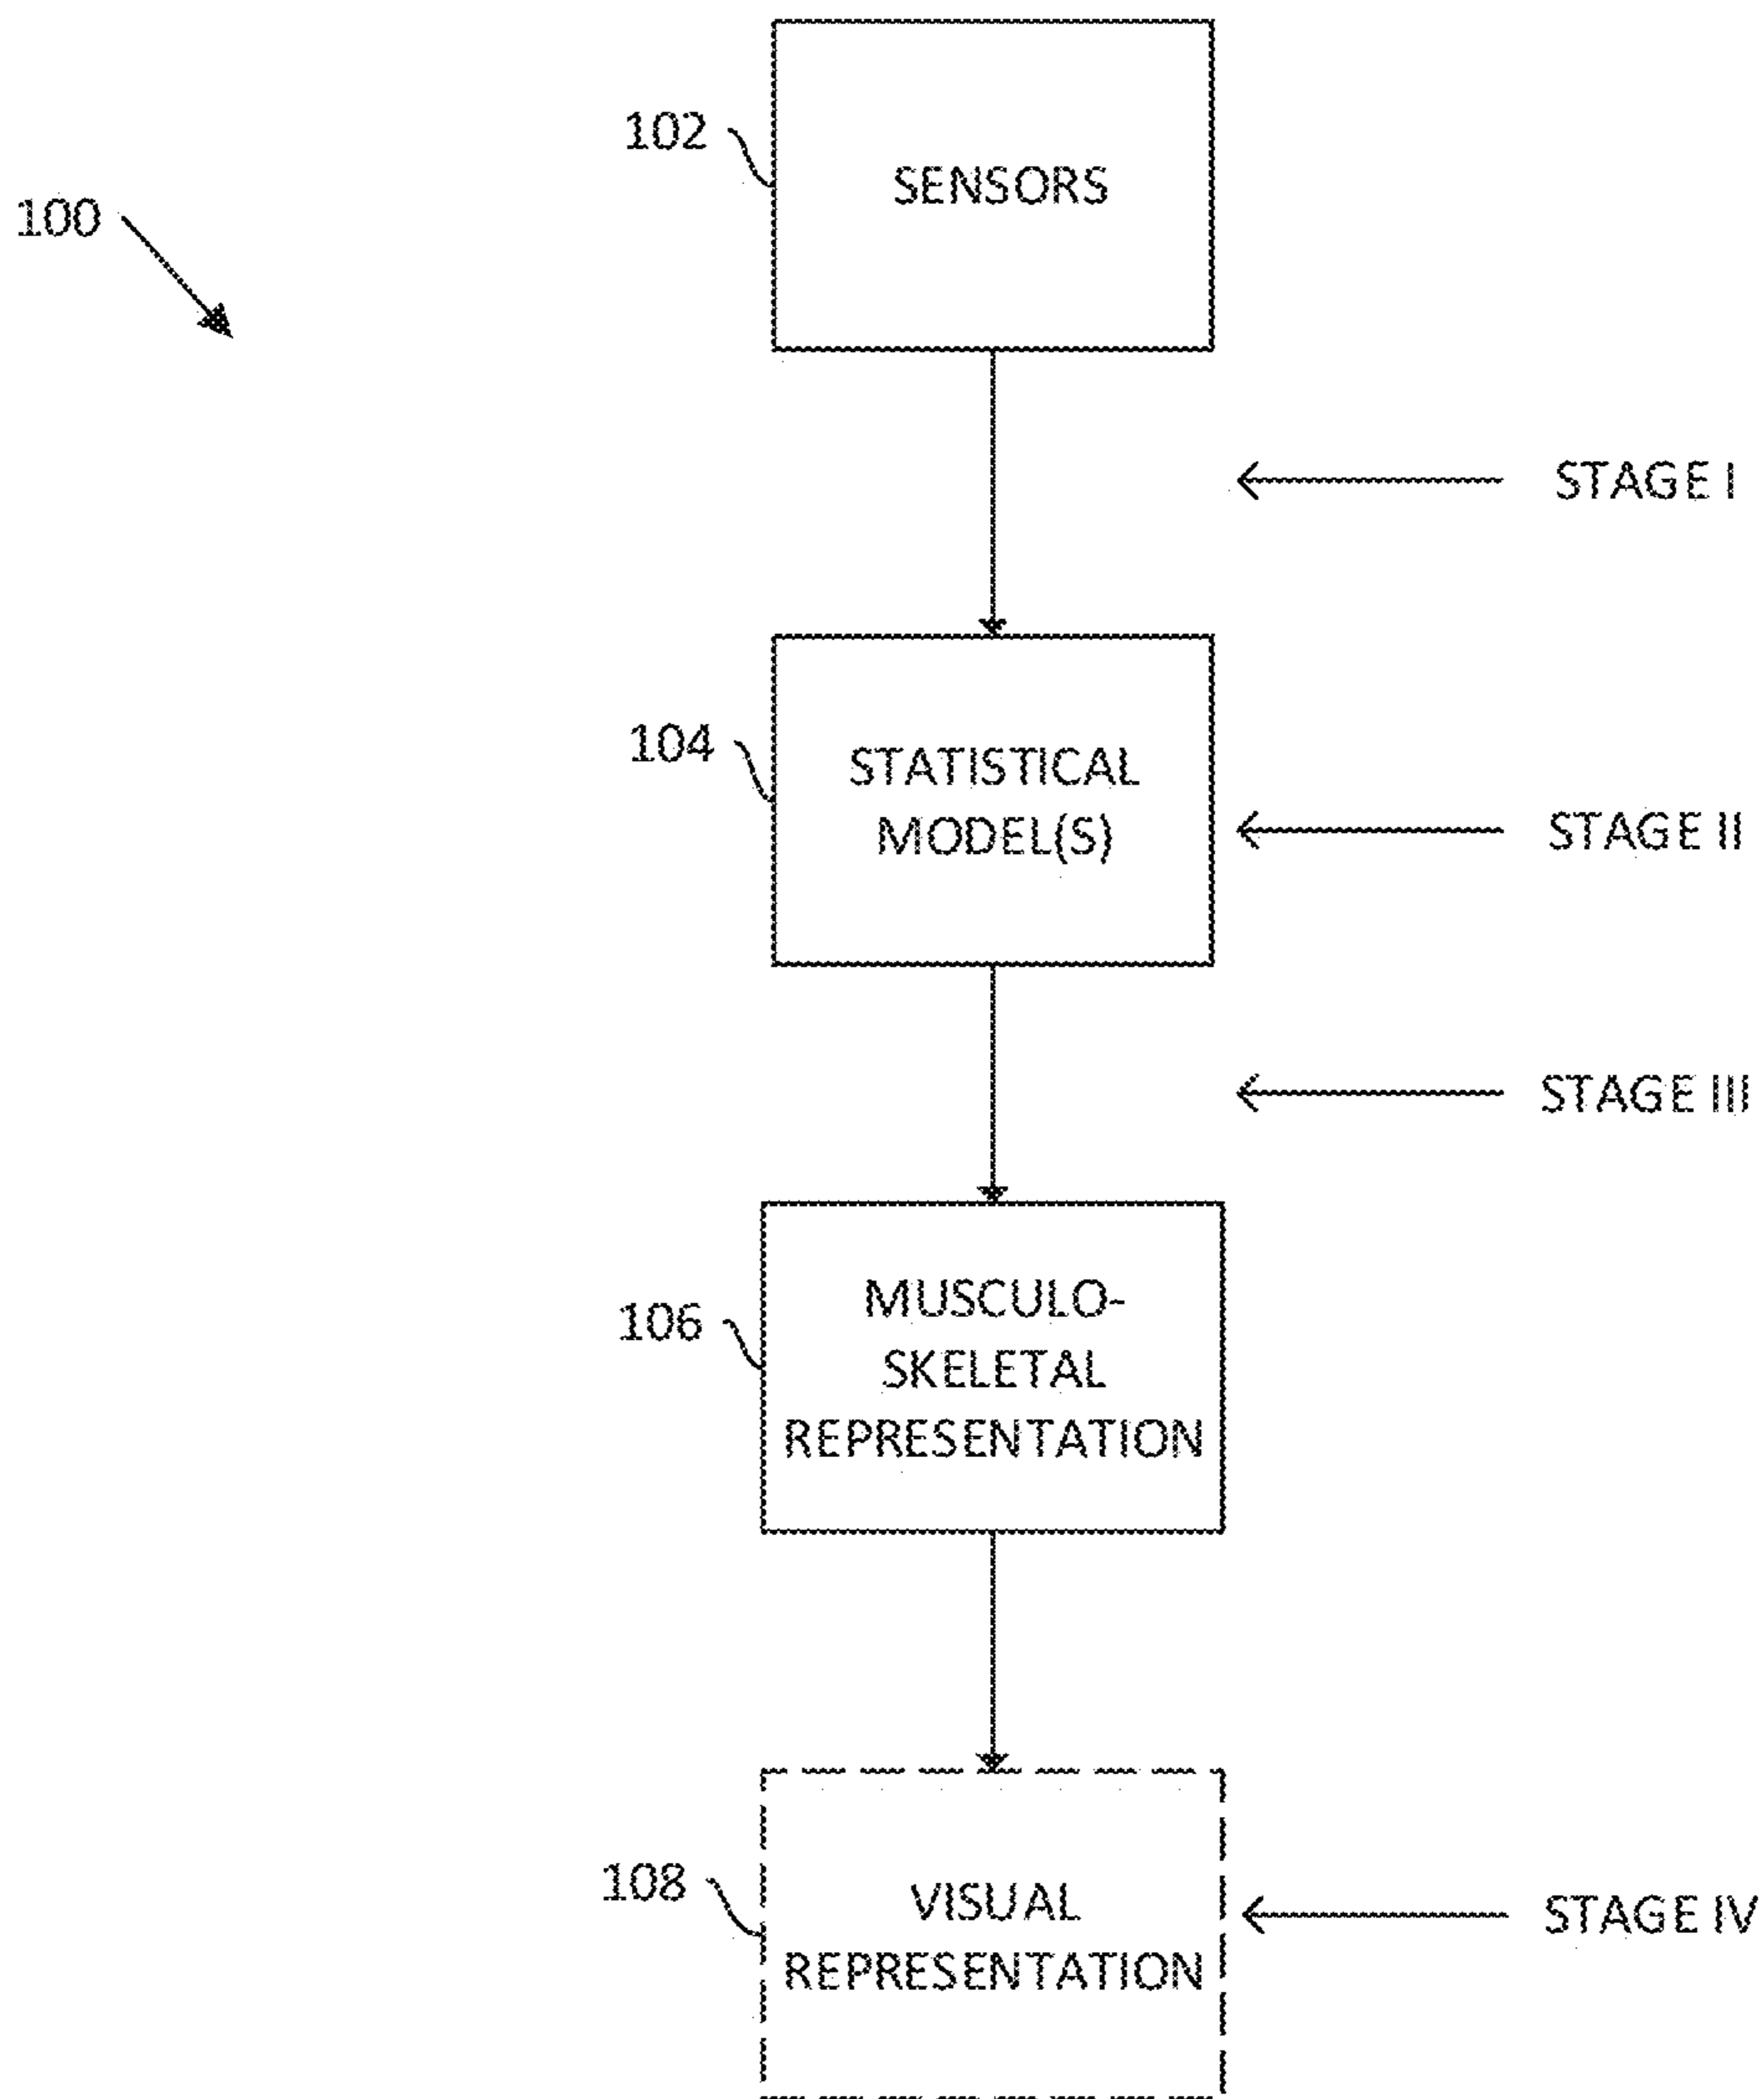 102
SENSORS
100
STAGE I
104
STATISTICAL
MODEL(S)
STAGE II
STAGE III
106
MUSCULO-
SKELETAL
REPRESENTATION
108
VISUAL
REPRESENTATION
STAGE IV